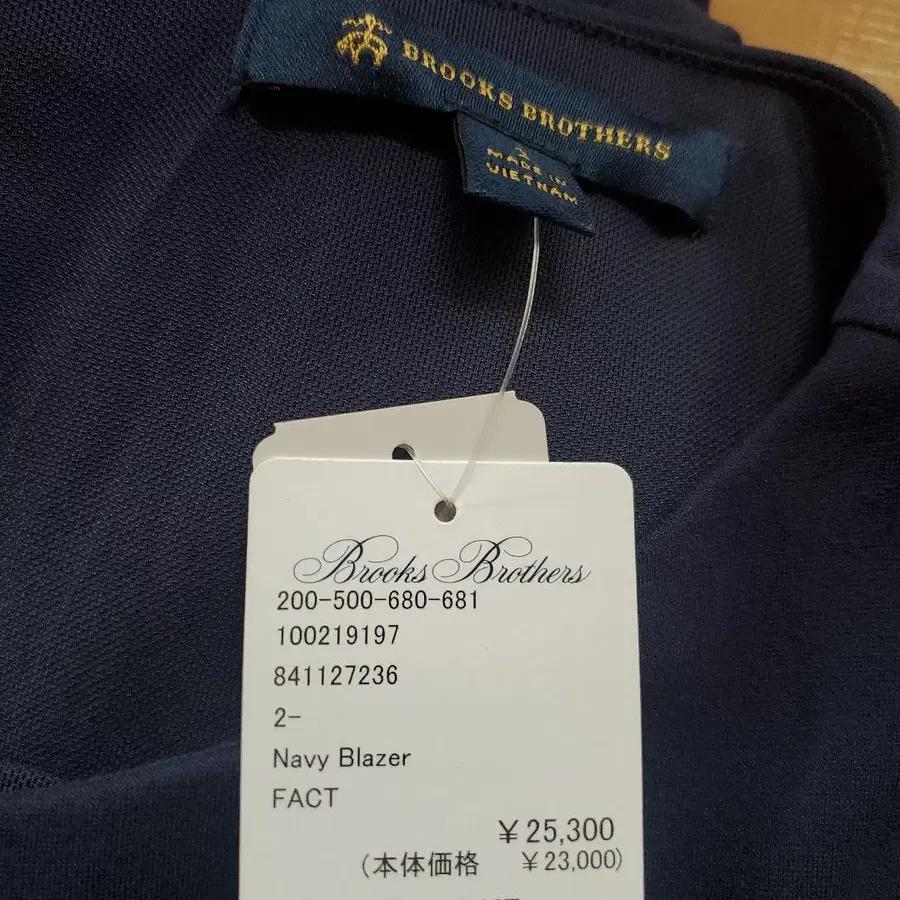 BROOKS BROTHERS
2
MADE IN
VIETNAM
Brooks Brothers
200-500-680-681
100219197
841127236
2-
Navy Blazer
FACT
￥25,300
(本体価格 ￥23,000)